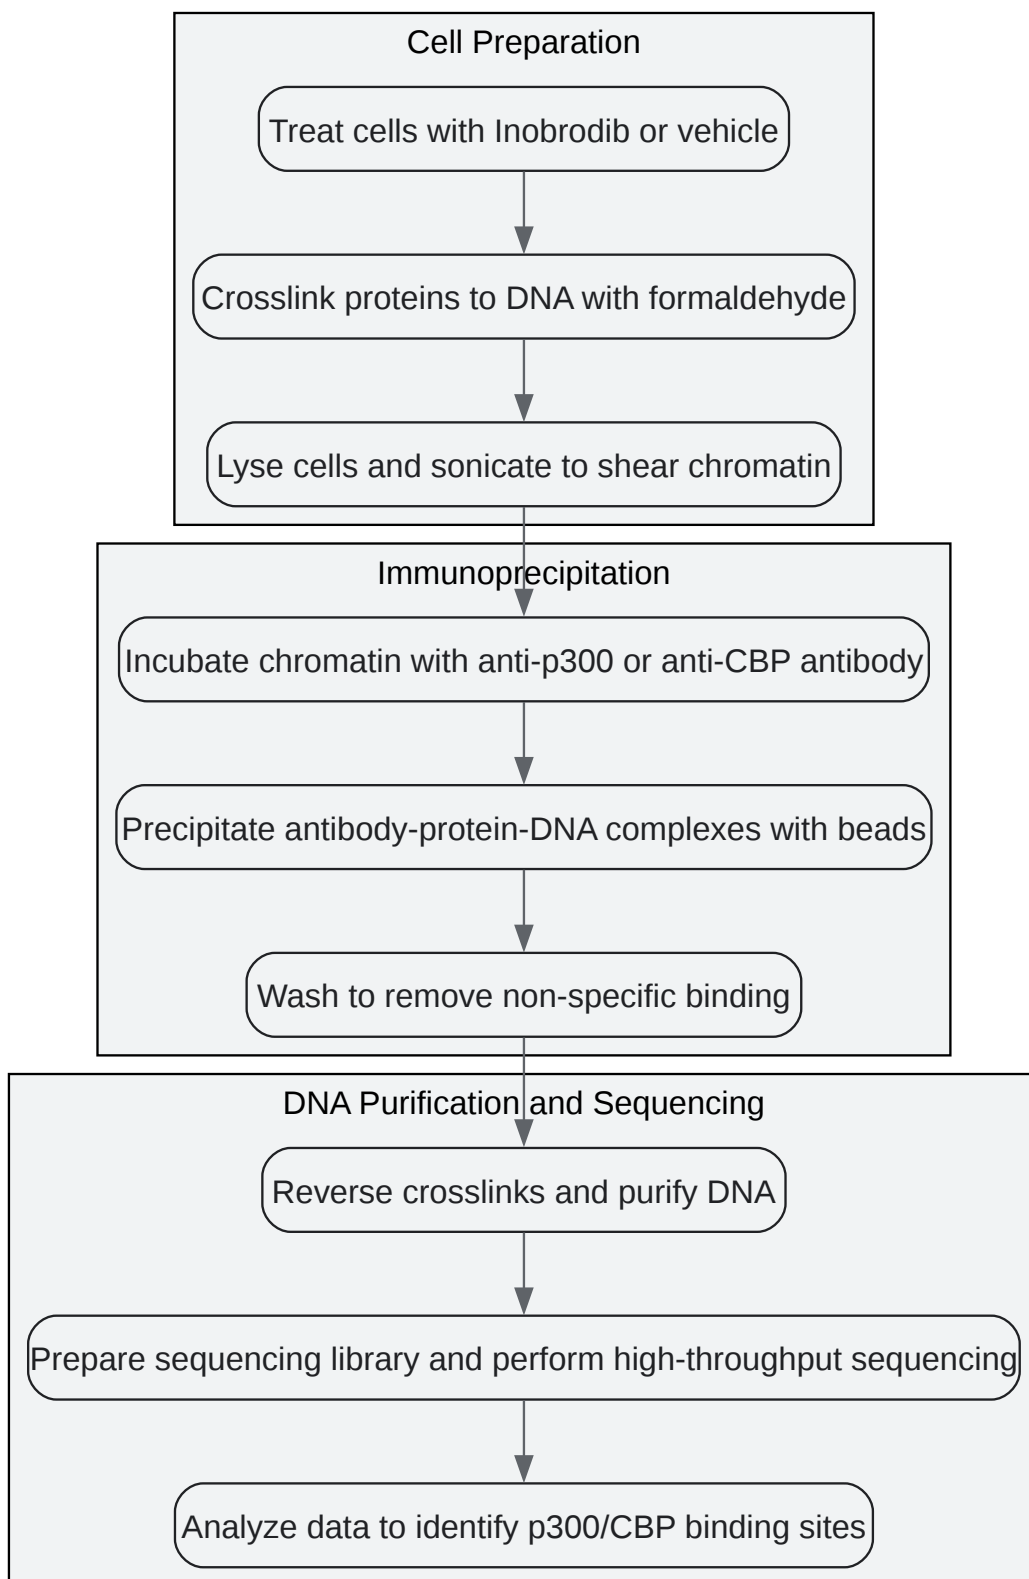 Cell Preparation
Treat cells with Inobrodib or vehicle
Crosslink proteins to DNA with formaldehyde
Lyse cells and sonicate to shear chromatin
Immunoprecipitation
Incubate chromatin with anti-p300 or anti-CBP antibody
Precipitate antibody-protein-DNA complexes with beads
Wash to remove non-specific binding
DNA Purification and Sequencing
Reverse crosslinks and purify DNA
Prepare sequencing library and perform high-throughput sequencing
Analyze data to identify p300/CBP binding sites